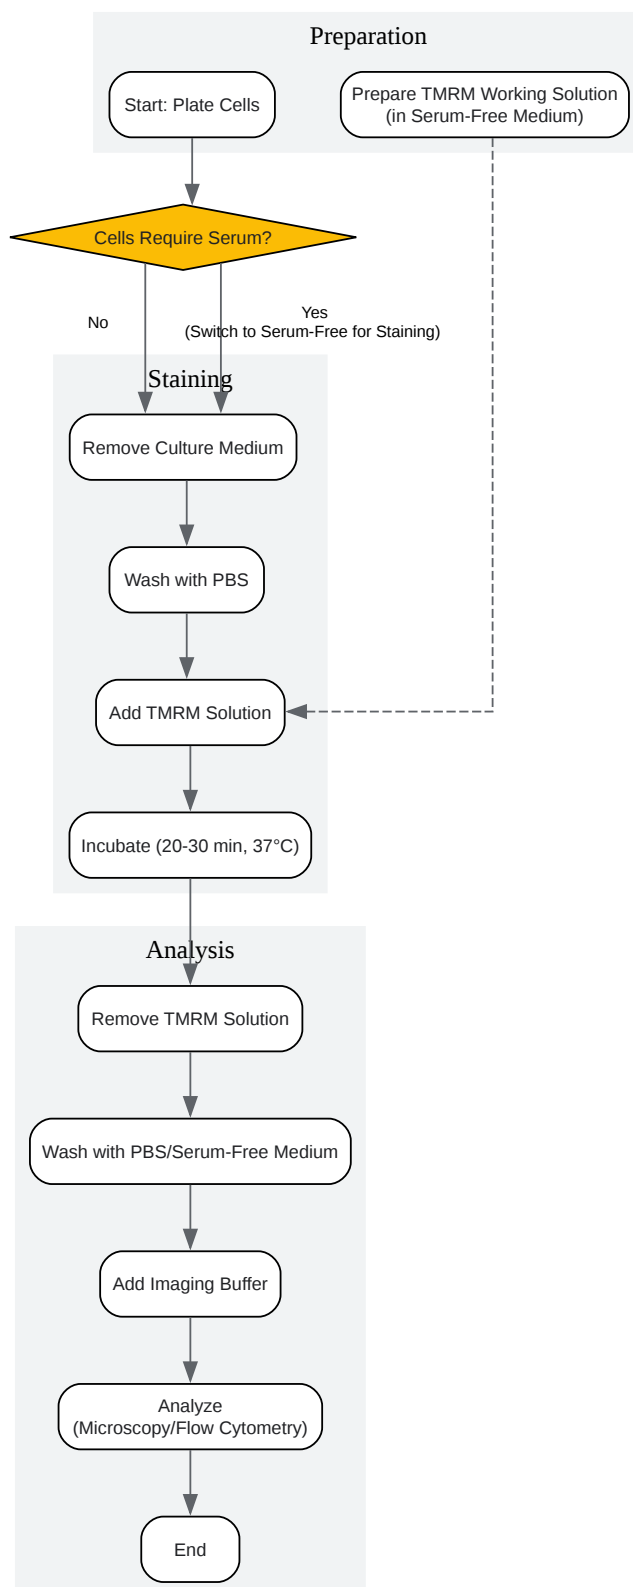 Preparation
Start: Plate Cells
Prepare TMRM Working Solution
(in Serum-Free Medium)
Cells Require Serum?
No
Yes
(Switch to Serum-Free for Staining)
Staining
Remove Culture Medium
Wash with PBS
Add TMRM Solution
Incubate (20-30 min, 37°C)
Analysis
Remove TMRM Solution
Wash with PBS/Serum-Free Medium
Add Imaging Buffer
Analyze
(Microscopy/Flow Cytometry)
End